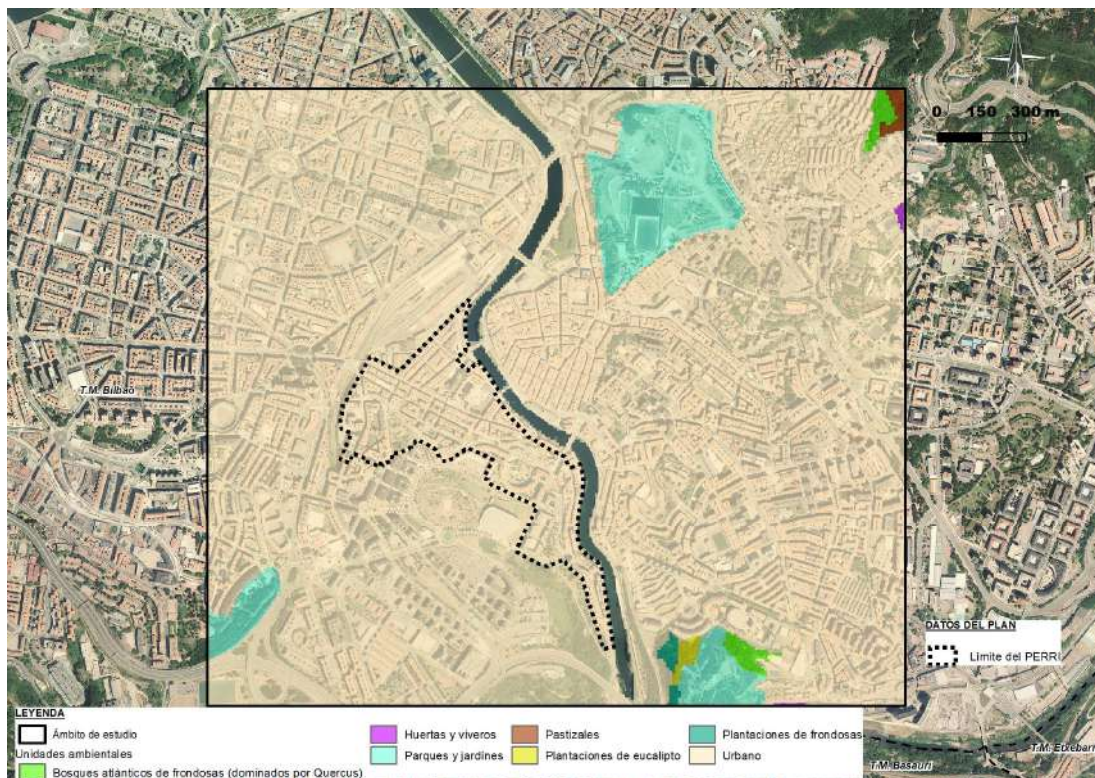 0 150 300 m
T.M. Bilbao
DATOS DEL PLAN
Límite del PERRI
LEYENDA
Ámbito de estudio
Unidades ambientales
Bosques atlánticos de frondosas (dominados por Quercus)
Huertas y viveros
Parques y jardines
Pastizales
Plantaciones de eucalipto
Plantaciones de frondosas
Urbano
T.M. Etxebarri
T.M. Basauri